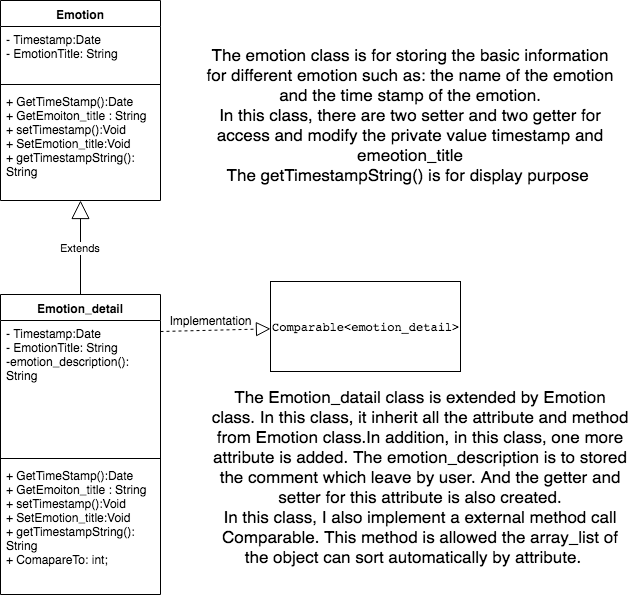 Emotion
- Timestamp:Date
- EmotionTitle: String
+ GetTimeStamp():Date
+ GetEmoiton_title : String
+ setTimestamp():Void
+ SetEmotion_title:Void
+ getTimestampString():
String
The emotion class is for storing the basic information
for different emotion such as: the name of the emotion
and the time stamp of the emotion.
In this class, there are two setter and two getter for
access and modify the private value timestamp and
emeotion_title
The getTimestampString() is for display purpose
Extends
Emotion_detail
- Timestamp:Date
- EmotionTitle: String
-emotion_description():
String
+ GetTimeStamp():Date
+ GetEmoiton_title : String
+ setTimestamp():Void
+ SetEmotion_title:Void
+ getTimestampString():
String
+ ComapareTo: int;
Implementation
Comparable<emotion_detail>
The Emotion_datail class is extended by Emotion
class. In this class, it inherit all the attribute and method
from Emotion class.In addition, in this class, one more
attribute is added. The emotion_description is to stored
the comment which leave by user. And the getter and
setter for this attribute is also created.
In this class, I also implement a external method call
Comparable. This method is allowed the array_list of
the object can sort automatically by attribute.